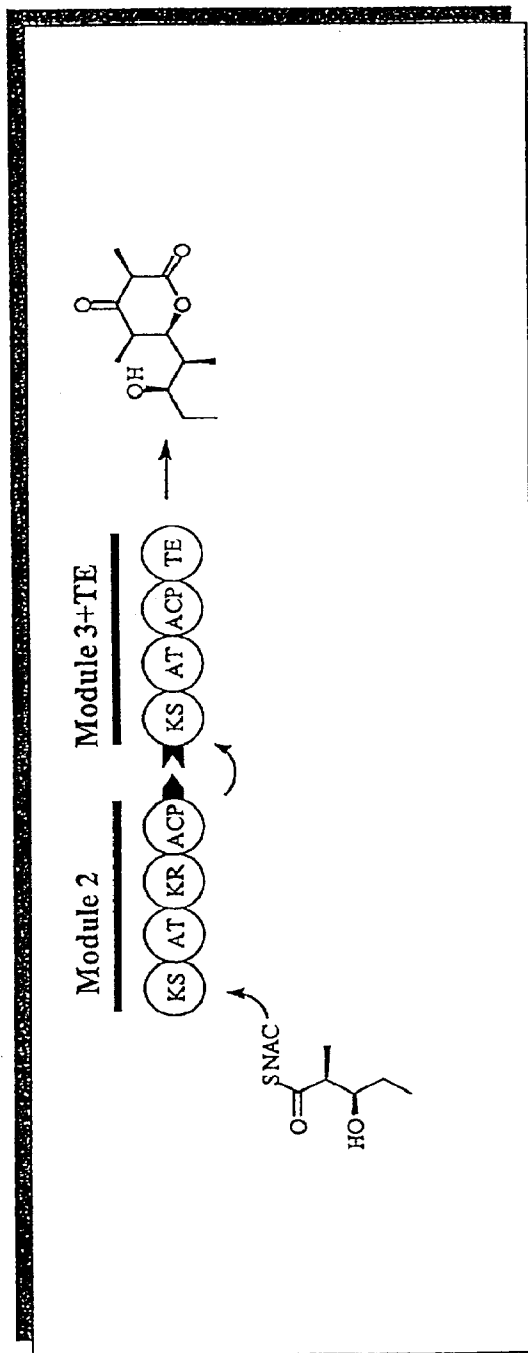 Module 2
Module 3+TE
KS
AT
KR
ACP
KS
AT
ACP
TE
SNAC
O
HO
O
O
O
OH